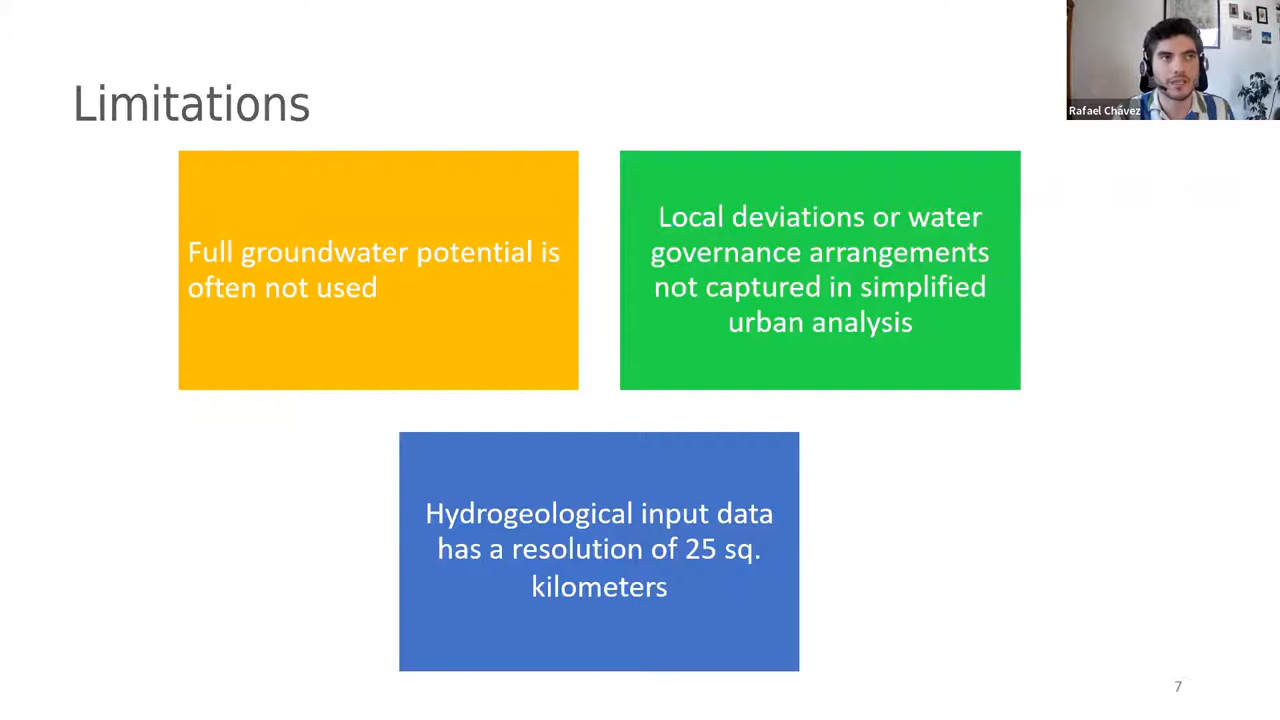 Limitations
Rafael Chávez
Full groundwater potential is
often not used
Local deviations or water
governance arrangements
not captured in simplified
urban analysis
Hydrogeological input data
has a resolution of 25 sq.
kilometers
7